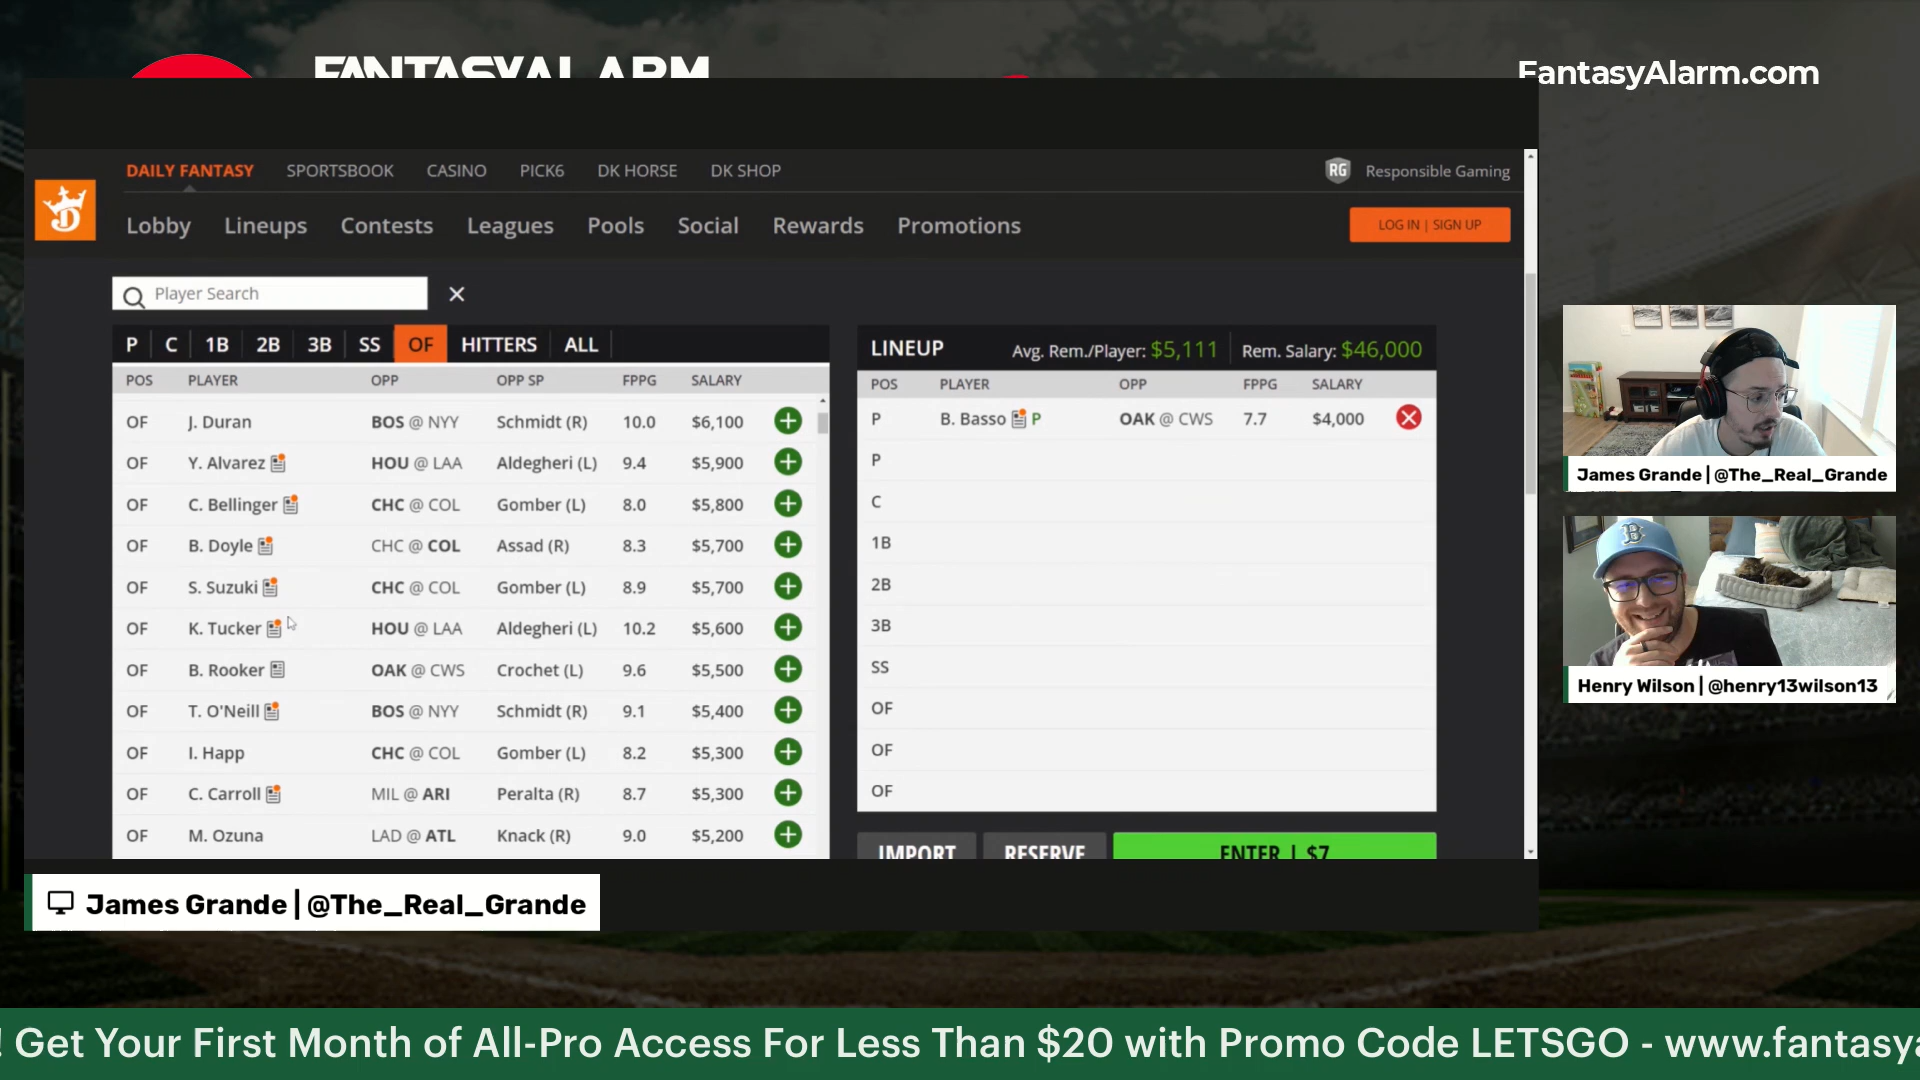 FANTASYALARM
FantasyAlarm.com
DAILY FANTASY SPORTSBOOK CASINO PICK6 DK HORSE DK SHOP
RG Responsible Gaming
Lobby Lineups Contests Leagues Pools Social Rewards Promotions
LOG IN | SIGN UP
Player Search
P C 1B 2B 3B SS OF HITTERS ALL
POS PLAYER OPP OPP SP FPPG SALARY
OF J. Duran BOS @ NYY Schmidt (R) 10.0 $6,100
OF Y. Alvarez HOU @ LAA Aldegheri (L) 9.4 $5,900
OF C. Bellinger CHC @ COL Gomber (L) 8.0 $5,800
OF B. Doyle CHC @ COL Assad (R) 8.3 $5,700
OF S. Suzuki CHC @ COL Gomber (L) 8.9 $5,700
OF K. Tucker HOU @ LAA Aldegheri (L) 10.2 $5,600
OF B. Rooker OAK @ CWS Crochet (L) 9.6 $5,500
OF T. O'Neill BOS @ NYY Schmidt (R) 9.1 $5,400
OF I. Happ CHC @ COL Gomber (L) 8.2 $5,300
OF C. Carroll MIL @ ARI Peralta (R) 8.7 $5,300
OF M. Ozuna LAD @ ATL Knack (R) 9.0 $5,200
LINEUP Avg. Rem./Player: $5,111 Rem. Salary: $46,000
POS PLAYER OPP FPPG SALARY
P B. Basso P OAK @ CWS 7.7 $4,000
P
C
1B
2B
3B
SS
OF
OF
OF
IMPORT RESERVE ENTER | $7
James Grande | @The_Real_Grande
Henry Wilson | @henry13wilson13
James Grande | @The_Real_Grande
! Get Your First Month of All-Pro Access For Less Than $20 with Promo Code LETSGO - www.fantasya